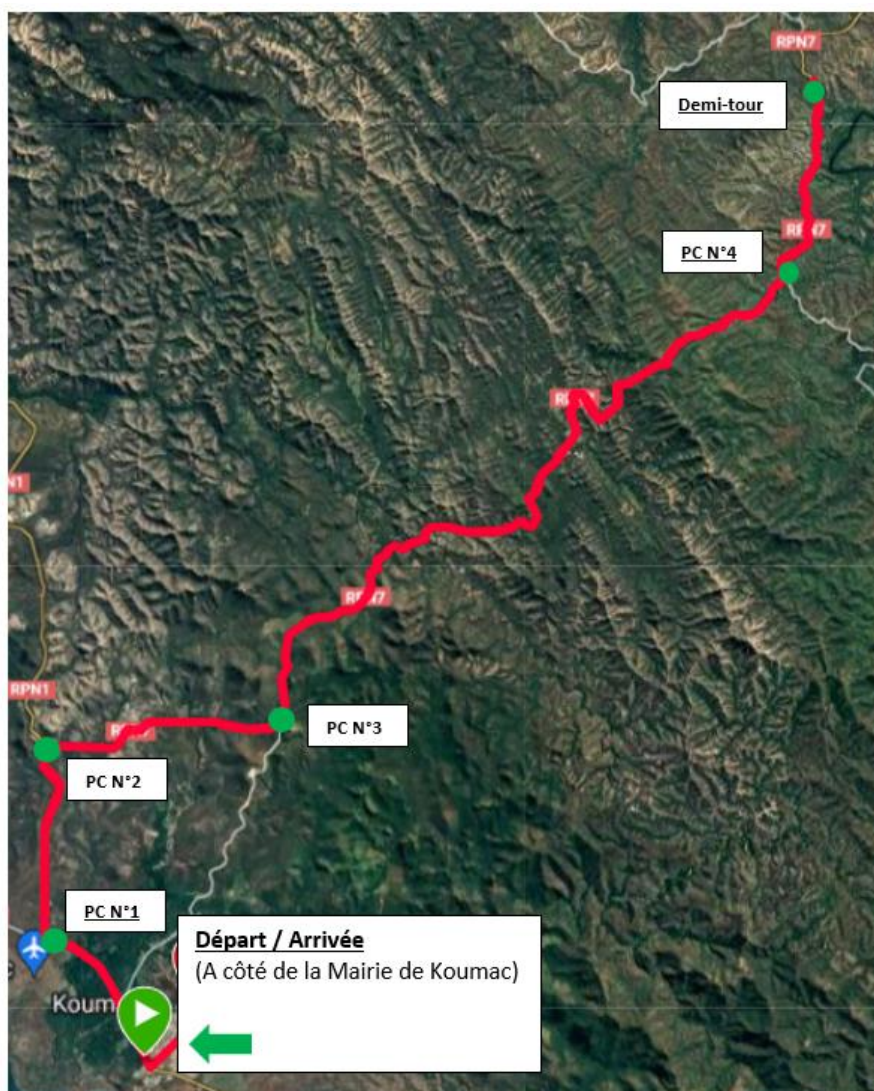 RPN7
Demi-tour
RPN7
PC N°4
RPN1
RPN7
PC N°3
PC N°2
PC N°1
Départ / Arrivée
(A côté de la Mairie de Koumac)
Koum